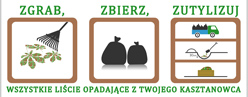 ZGRAB, ZBIERZ, ZUTYLIZUJ
WSZYSTKIE LIŚCIE OPADAJĄCE Z TWOJEGO KASZTANOWCA